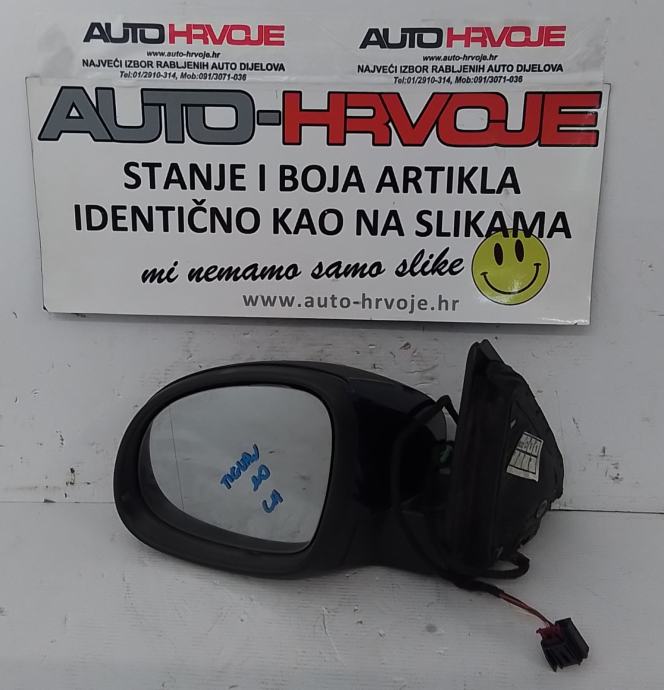 AUTO HRVOJE
www.auto-hrvoje.hr
NAJVEĆI IZBOR RABLJENIH AUTO DIJELOVA
Tel:01/2910-314, Mob:091/3071-036
AUTO HRVOJE
www.auto-hrvoje.hr
NAJVEĆI IZBOR RABLJENIH AUTO DIJELOVA
Tel:01/2910-314, Mob:091/3071-036
AUTO-HRVOJE
STANJE I BOJA ARTIKLA
IDENTIČNO KAO NA SLIKAMA
mi nemamo samo slike
www.auto-hrvoje.hr
TIGUAN